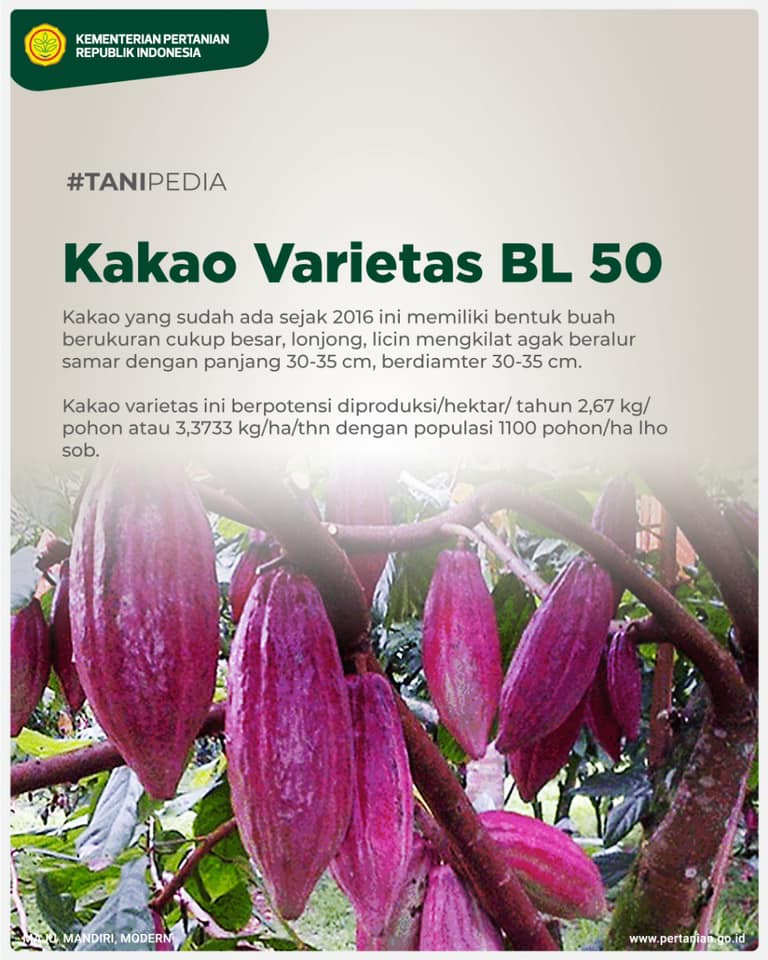 KEMENTERIAN PERTANIAN
REPUBLIK INDONESIA
#TANIPEDIA
Kakao Varietas BL 50
Kakao yang sudah ada sejak 2016 ini memiliki bentuk buah
berukuran cukup besar, lonjong, licin mengkilat agak beralur
samar dengan panjang 30-35 cm, berdiamter 30-35 cm.
Kakao varietas ini berpotensi diproduksi/hektar/ tahun 2,67 kg/
pohon atau 3,3733 kg/ha/thn dengan populasi 1100 pohon/ha lho
sob.
MAJU, MANDIRI, MODERN
www.pertanian.go.id